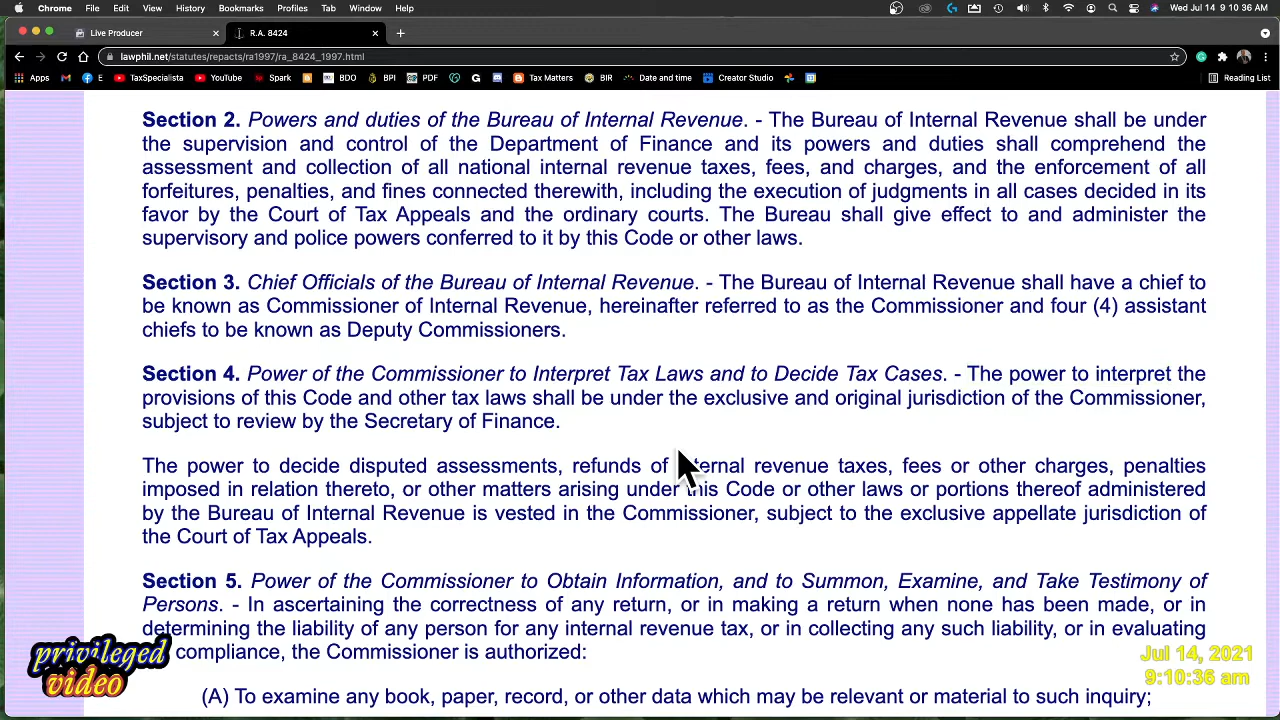 Chrome File Edit View History Bookmarks Profiles Tab Window Help Wed Jul 14 9:10:36 AM
Live Producer R.A. 8424
lawphil.net/statutes/repacts/ra1997/ra_8424_1997.html
Apps E TaxSpecialista YouTube Spark BDO BPI PDF Tax Matters BIR Date and time Creator Studio Reading List
Section 2. Powers and duties of the Bureau of Internal Revenue. - The Bureau of Internal Revenue shall be under
the supervision and control of the Department of Finance and its powers and duties shall comprehend the
assessment and collection of all national internal revenue taxes, fees, and charges, and the enforcement of all
forfeitures, penalties, and fines connected therewith, including the execution of judgments in all cases decided in its
favor by the Court of Tax Appeals and the ordinary courts. The Bureau shall give effect to and administer the
supervisory and police powers conferred to it by this Code or other laws.
Section 3. Chief Officials of the Bureau of Internal Revenue. - The Bureau of Internal Revenue shall have a chief to
be known as Commissioner of Internal Revenue, hereinafter referred to as the Commissioner and four (4) assistant
chiefs to be known as Deputy Commissioners.
Section 4. Power of the Commissioner to Interpret Tax Laws and to Decide Tax Cases. - The power to interpret the
provisions of this Code and other tax laws shall be under the exclusive and original jurisdiction of the Commissioner,
subject to review by the Secretary of Finance.
The power to decide disputed assessments, refunds of internal revenue taxes, fees or other charges, penalties
imposed in relation thereto, or other matters arising under this Code or other laws or portions thereof administered
by the Bureau of Internal Revenue is vested in the Commissioner, subject to the exclusive appellate jurisdiction of
the Court of Tax Appeals.
Section 5. Power of the Commissioner to Obtain Information, and to Summon, Examine, and Take Testimony of
Persons. - In ascertaining the correctness of any return, or in making a return when none has been made, or in
determining the liability of any person for any internal revenue tax, or in collecting any such liability, or in evaluating
compliance, the Commissioner is authorized:
(A) To examine any book, paper, record, or other data which may be relevant or material to such inquiry;
privileged
video
Jul 14, 2021
9:10:36 am